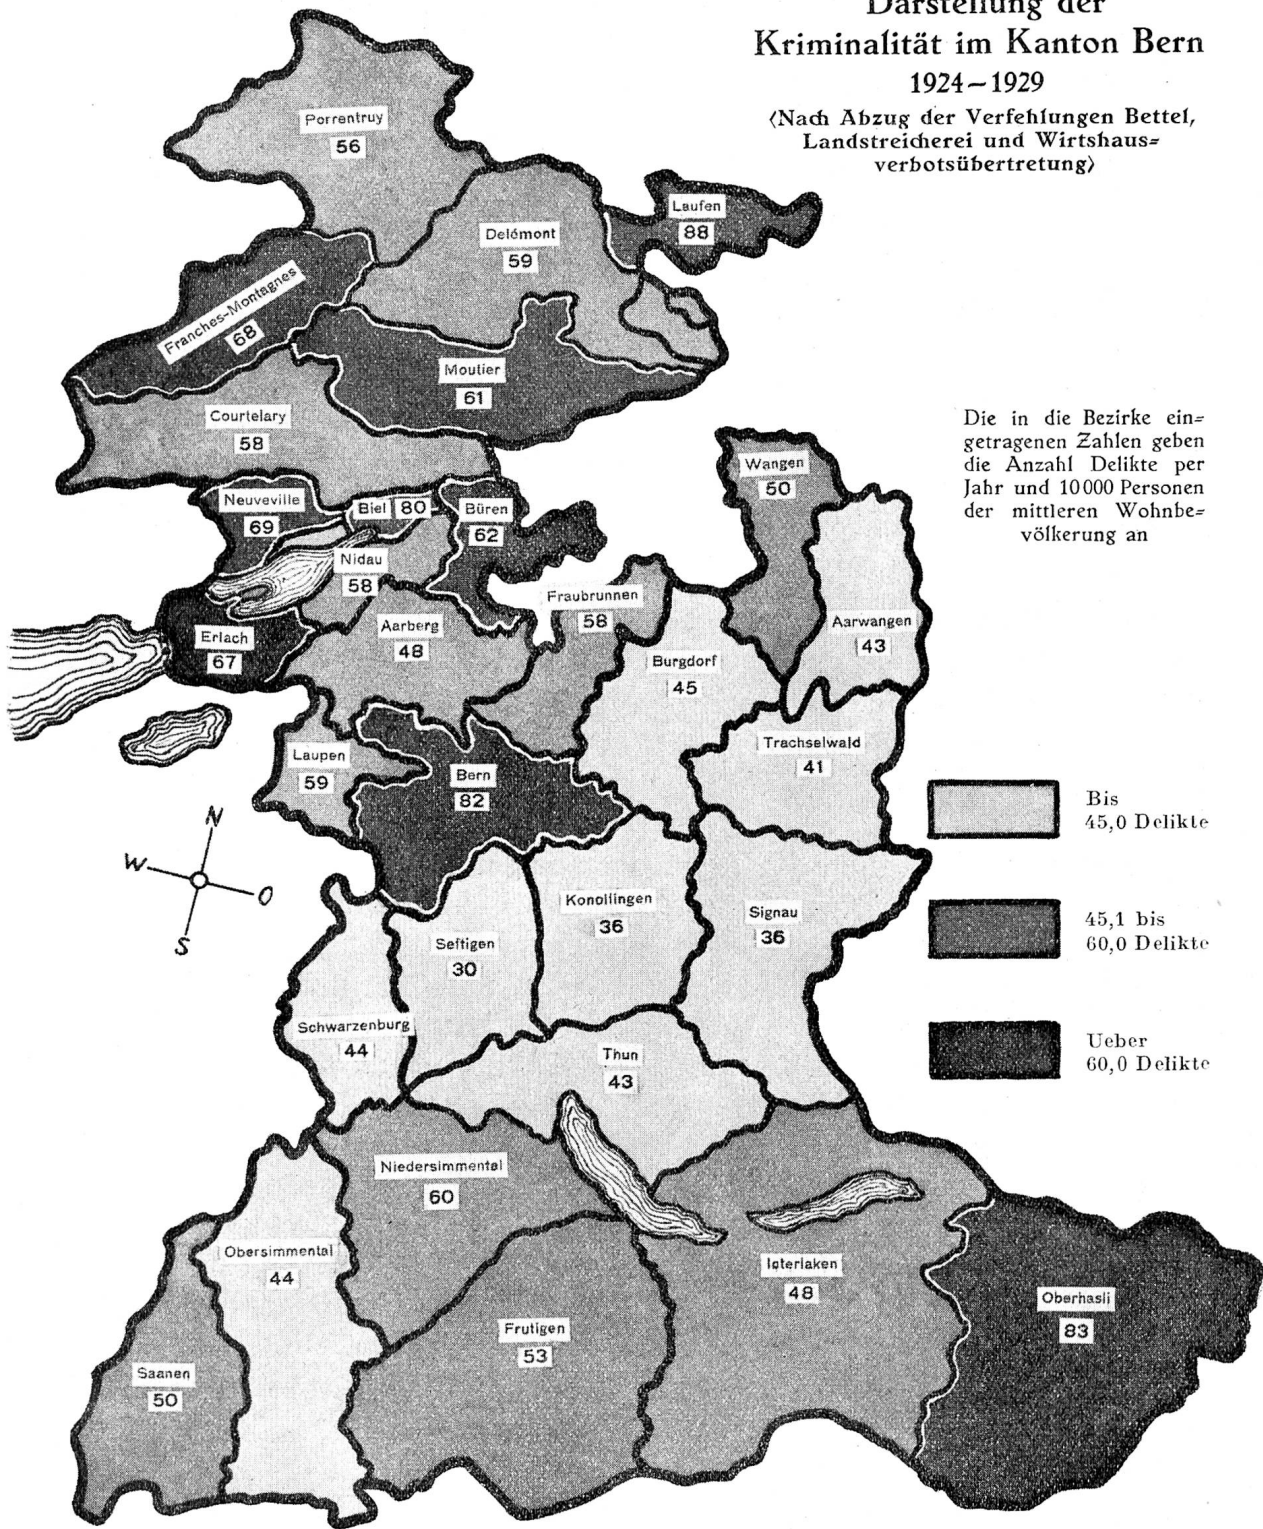 Darstellung der
Kriminalität im Kanton Bern
1924–1929
⟨Nach Abzug der Verfehlungen Bettel,
Landstreicherei und Wirtshaus=
verbotsübertretung⟩
Porrentruy
56
Laufen
88
Delémont
59
Franches-Montagnes
68
Moutier
61
Courtelary
58
Die in die Bezirke ein=
getragenen Zahlen geben
die Anzahl Delikte per
Jahr und 10000 Personen
der mittleren Wohnbe=
völkerung an
Wangen
50
Neuveville
69
Biel 80
Büren
62
Nidau
58
Fraubrunnen
58
Aarwangen
43
Erlach
67
Aarberg
48
Burgdorf
45
Trachselwald
41
Laupen
59
Bern
82
Bis
45,0 Delikte
N
W
O
S
Konolfingen
36
Signau
36
45,1 bis
60,0 Delikte
Seftigen
30
Schwarzenburg
44
Thun
43
Ueber
60,0 Delikte
Niedersimmental
60
Obersimmental
44
Interlaken
48
Oberhasli
83
Frutigen
53
Saanen
50